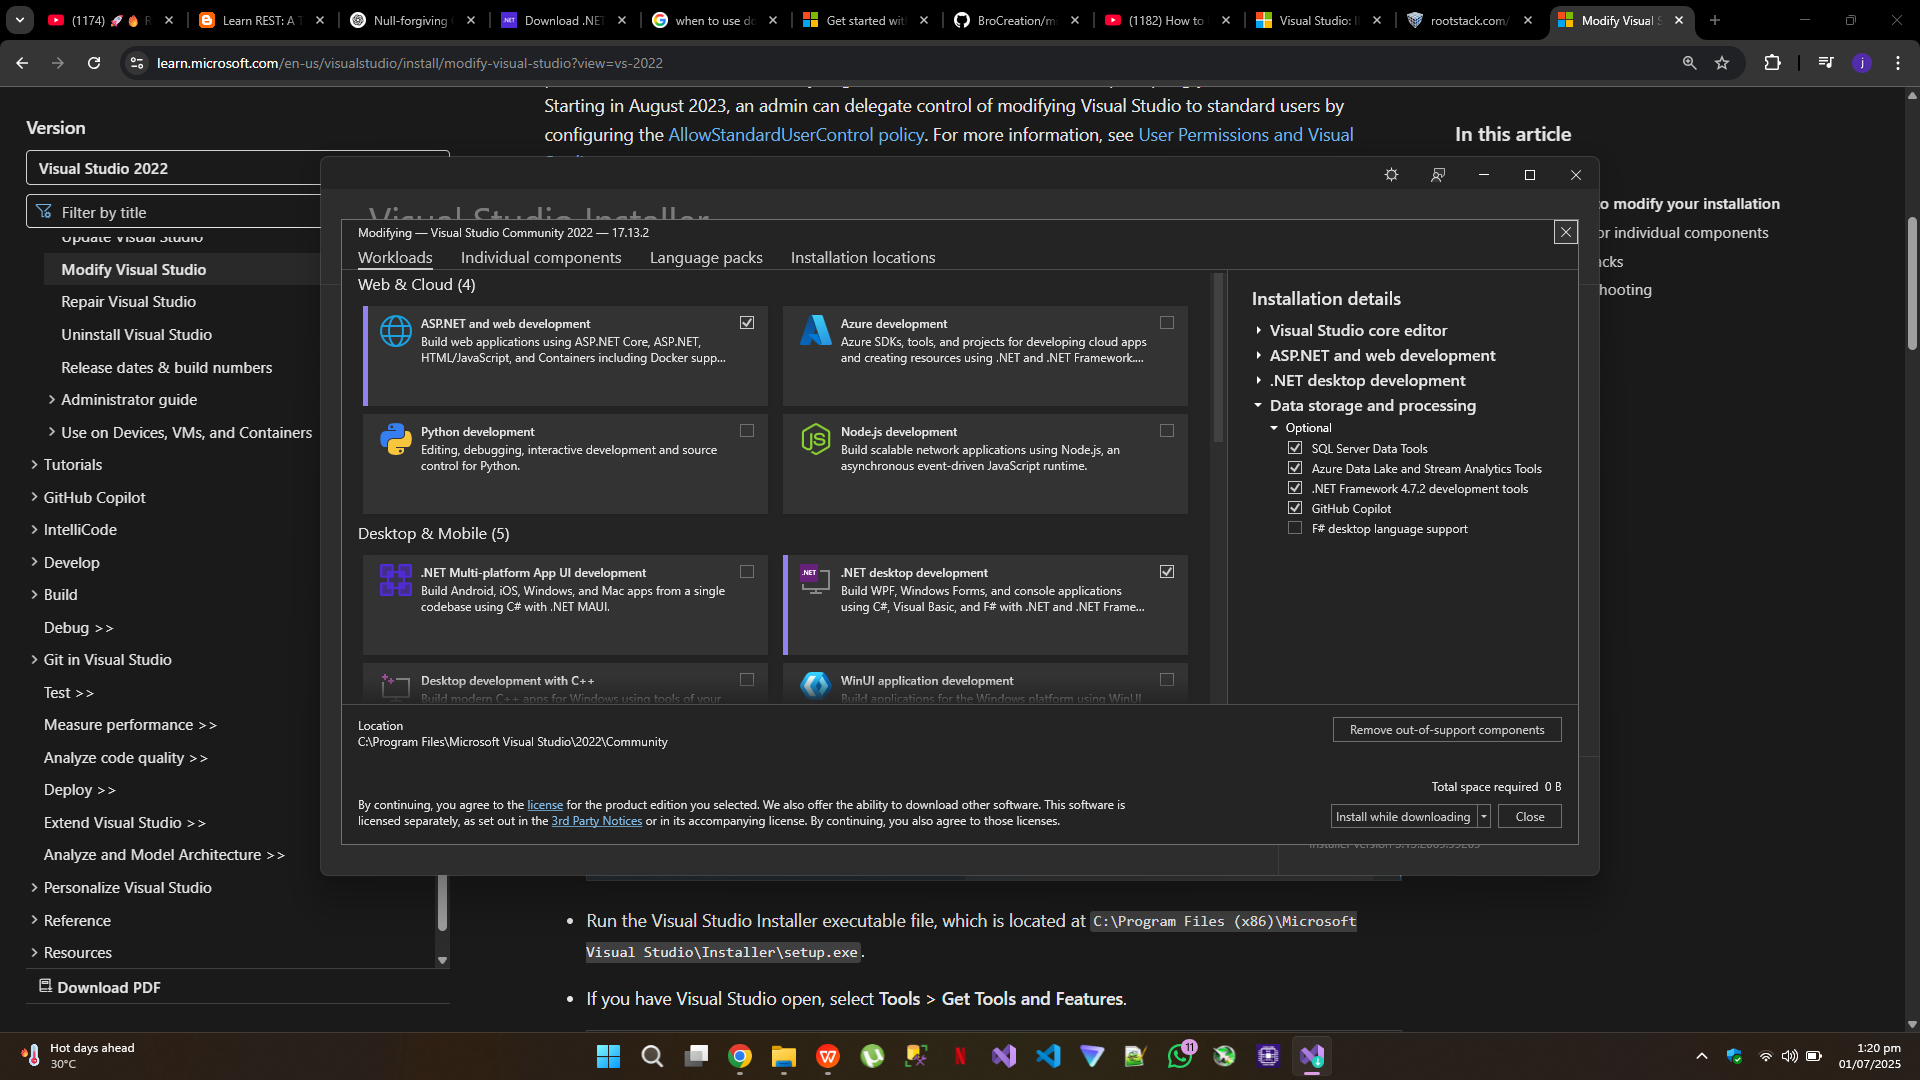 (1174) 🚀🔥 R
Learn REST: A T
Null-forgiving
Download .NE
when to use do
Get started wit
BroCreation/m
(1182) How to
Visual Studio: I
rootstack.com/
Modify Visual S
learn.microsoft.com/en-us/visualstudio/install/modify-visual-studio?view=vs-2022
j
Version
Visual Studio 2022
Filter by title
Update Visual Studio
Modify Visual Studio
Repair Visual Studio
Uninstall Visual Studio
Release dates & build numbers
Administrator guide
Use on Devices, VMs, and Containers
Tutorials
GitHub Copilot
IntelliCode
Develop
Build
Debug >>
Git in Visual Studio
Test >>
Measure performance >>
Analyze code quality >>
Deploy >>
Extend Visual Studio >>
Analyze and Model Architecture >>
Personalize Visual Studio
Reference
Resources
Download PDF
Starting in August 2023, an admin can delegate control of modifying Visual Studio to standard users by
configuring the AllowStandardUserControl policy. For more information, see User Permissions and Visual
In this article
o modify your installation
or individual components
acks
hooting
Visual Studio Installer
Modifying — Visual Studio Community 2022 — 17.13.2
Workloads Individual components Language packs Installation locations
Web & Cloud (4)
ASP.NET and web development
Build web applications using ASP.NET Core, ASP.NET,
HTML/JavaScript, and Containers including Docker supp...
Azure development
Azure SDKs, tools, and projects for developing cloud apps
and creating resources using .NET and .NET Framework....
Python development
Editing, debugging, interactive development and source
control for Python.
Node.js development
Build scalable network applications using Node.js, an
asynchronous event-driven JavaScript runtime.
Desktop & Mobile (5)
.NET Multi-platform App UI development
Build Android, iOS, Windows, and Mac apps from a single
codebase using C# with .NET MAUI.
.NET
.NET desktop development
Build WPF, Windows Forms, and console applications
using C#, Visual Basic, and F# with .NET and .NET Frame...
Desktop development with C++
Build modern C++ apps for Windows using tools of your
WinUI application development
Build applications for the Windows platform using WinUI
Installation details
Visual Studio core editor
ASP.NET and web development
.NET desktop development
Data storage and processing
Optional
SQL Server Data Tools
Azure Data Lake and Stream Analytics Tools
.NET Framework 4.7.2 development tools
GitHub Copilot
F# desktop language support
Location
C:\Program Files\Microsoft Visual Studio\2022\Community
Remove out-of-support components
Total space required 0 B
By continuing, you agree to the license for the product edition you selected. We also offer the ability to download other software. This software is
licensed separately, as set out in the 3rd Party Notices or in its accompanying license. By continuing, you also agree to those licenses.
Install while downloading
Close
Run the Visual Studio Installer executable file, which is located at C:\Program Files (x86)\Microsoft
Visual Studio\Installer\setup.exe.
If you have Visual Studio open, select Tools > Get Tools and Features.
Hot days ahead
30°C
11
1:20 pm
01/07/2025